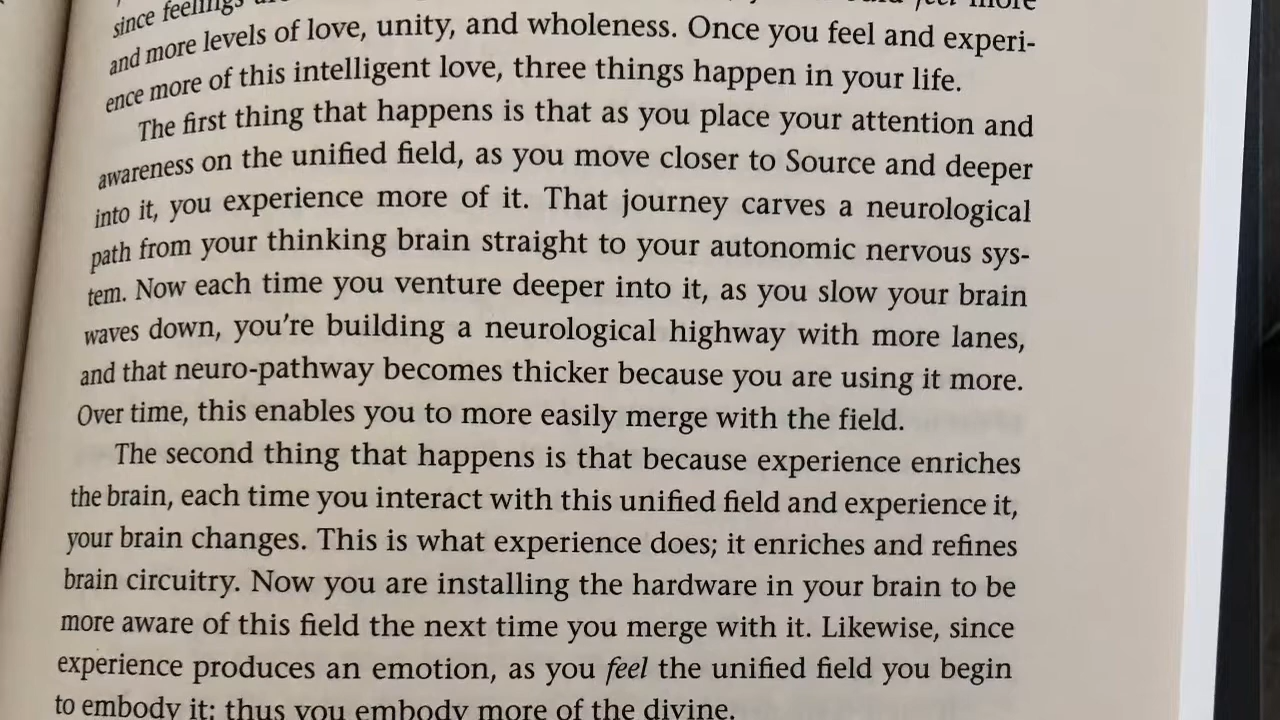 since feelings
and more levels of love, unity, and wholeness. Once you feel and experi-
ence more of this intelligent love, three things happen in your life.
The first thing that happens is that as you place your attention and
awareness on the unified field, as you move closer to Source and deeper
into it, you experience more of it. That journey carves a neurological
path from your thinking brain straight to your autonomic nervous sys-
tem. Now each time you venture deeper into it, as you slow your brain
waves down, you're building a neurological highway with more lanes,
and that neuro-pathway becomes thicker because you are using it more.
Over time, this enables you to more easily merge with the field.
The second thing that happens is that because experience enriches
the brain, each time you interact with this unified field and experience it,
your brain changes. This is what experience does; it enriches and refines
brain circuitry. Now you are installing the hardware in your brain to be
more aware of this field the next time you merge with it. Likewise, since
experience produces an emotion, as you feel the unified field you begin
to embody it; thus you embody more of the divine.